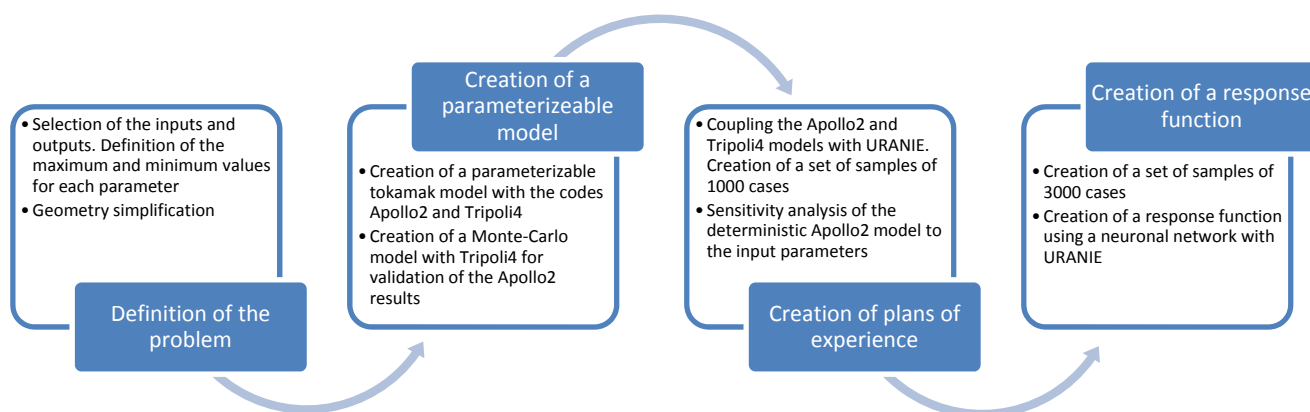 • Selection of the inputs and
outputs. Definition of the
maximum and minimum values
for each parameter
• Geometry simplification
Definition of the
problem
Creation of a
parameterizeable
model
• Creation of a parameterizable
tokamak model with the codes
Apollo2 and Tripoli4
• Creation of a Monte-Carlo
model with Tripoli4 for
validation of the Apollo2
results
• Coupling the Apollo2 and
Tripoli4 models with URANIE.
Creation of a set of samples of
1000 cases
• Sensitivity analysis of the
deterministic Apollo2 model to
the input parameters
Creation of plans of
experience
Creation of a response
function
• Creation of a set of samples of
3000 cases
• Creation of a response function
using a neuronal network with
URANIE